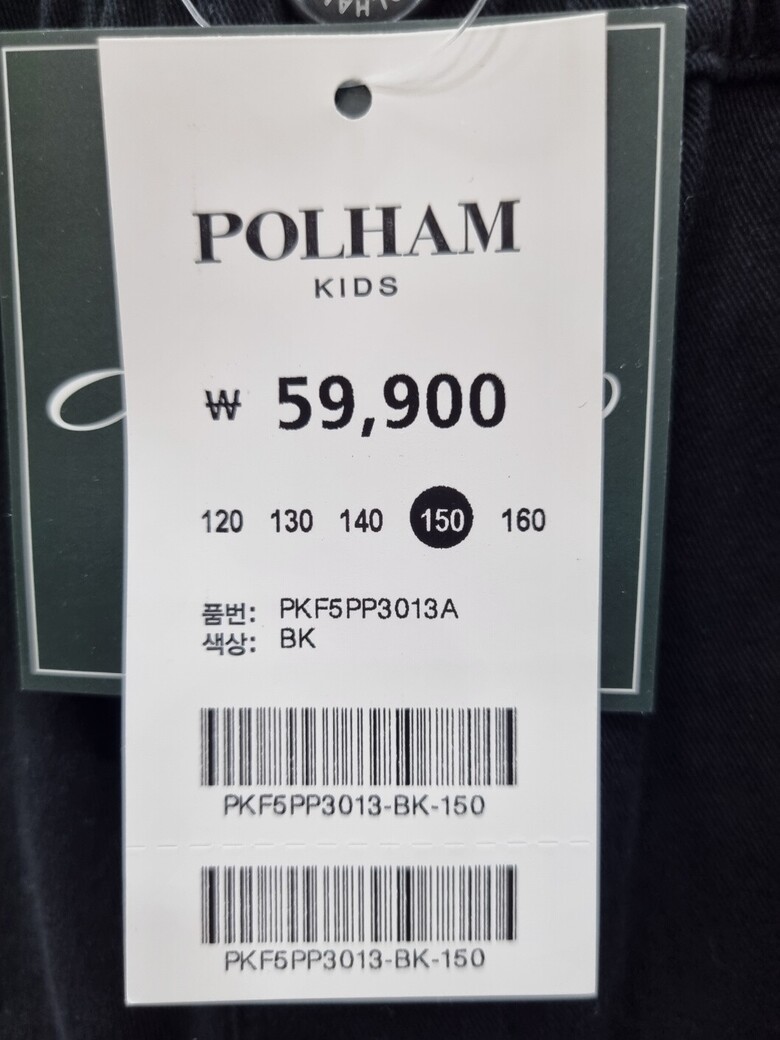 POLHAM
KIDS
₩ 59,900
120 130 140 150 160
품번: PKF5PP3013A
색상: BK
PKF5PP3013-BK-150
PKF5PP3013-BK-150